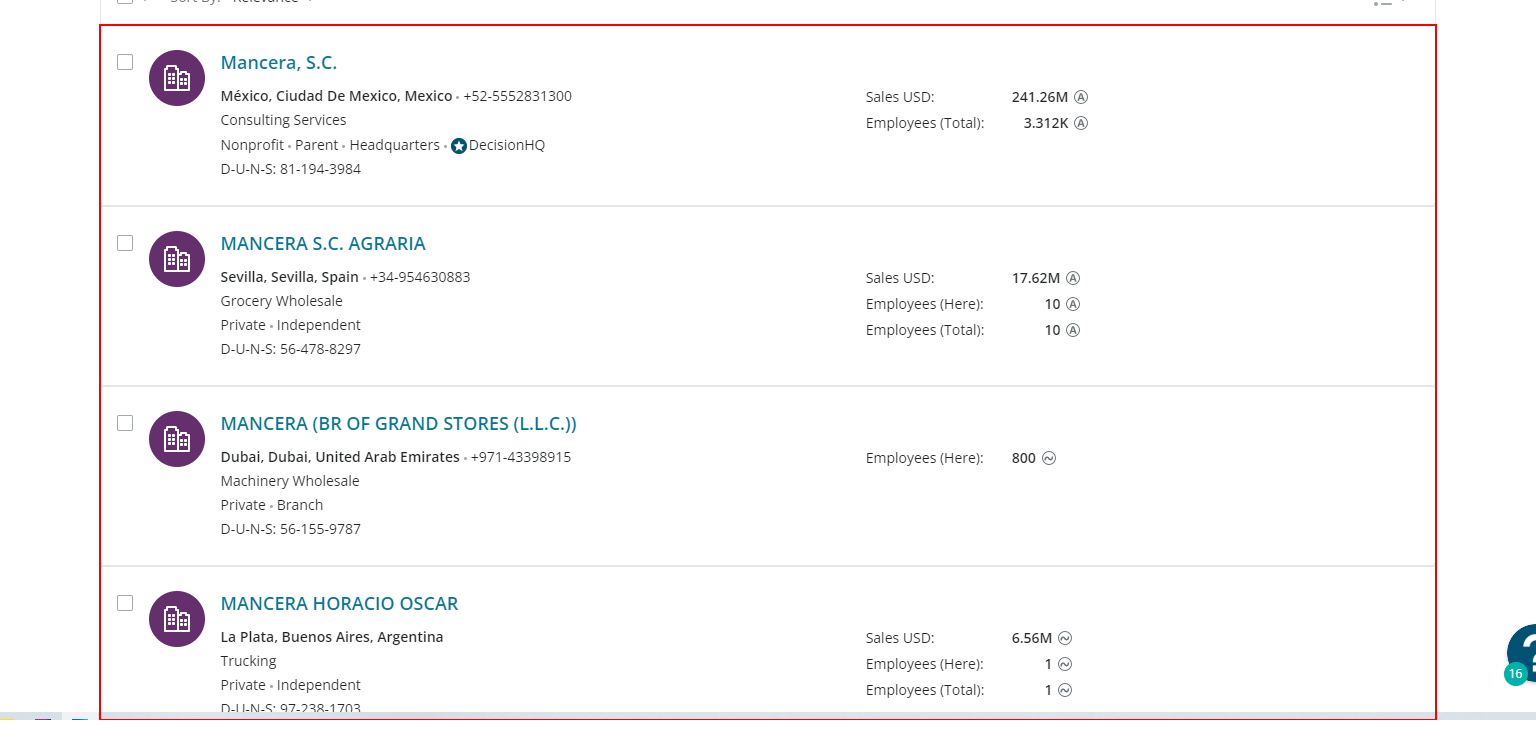 Sort By: Relevance
Mancera, S.C.
México, Ciudad De Mexico, Mexico • +52-5552831300
Consulting Services
Nonprofit • Parent • Headquarters • DecisionHQ
D-U-N-S: 81-194-3984
Sales USD: 241.26M A
Employees (Total): 3.312K A
MANCERA S.C. AGRARIA
Sevilla, Sevilla, Spain • +34-954630883
Grocery Wholesale
Private • Independent
D-U-N-S: 56-478-8297
Sales USD: 17.62M A
Employees (Here): 10 A
Employees (Total): 10 A
MANCERA (BR OF GRAND STORES (L.L.C.))
Dubai, Dubai, United Arab Emirates • +971-43398915
Machinery Wholesale
Private • Branch
D-U-N-S: 56-155-9787
Employees (Here): 800
MANCERA HORACIO OSCAR
La Plata, Buenos Aires, Argentina
Trucking
Private • Independent
D-U-N-S: 97-238-1703
Sales USD: 6.56M
Employees (Here): 1
Employees (Total): 1
?
16